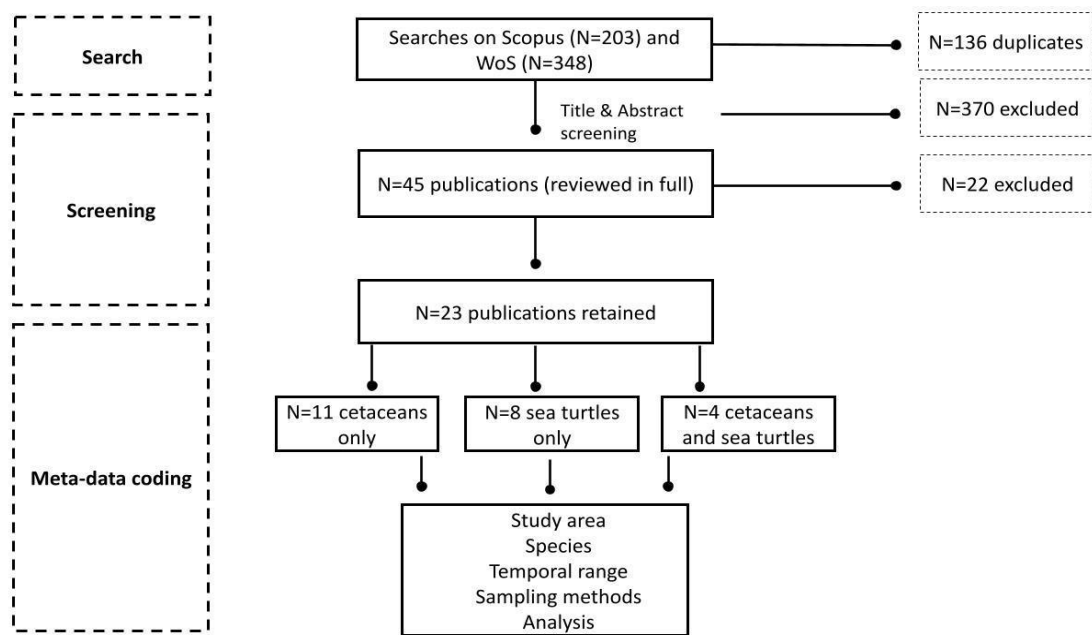 Search
Searches on Scopus (N=203) and
WoS (N=348)
N=136 duplicates
Title & Abstract
screening
N=370 excluded
Screening
N=45 publications (reviewed in full)
N=22 excluded
N=23 publications retained
Meta-data coding
N=11 cetaceans
only
N=8 sea turtles
only
N=4 cetaceans
and sea turtles
Study area
Species
Temporal range
Sampling methods
Analysis